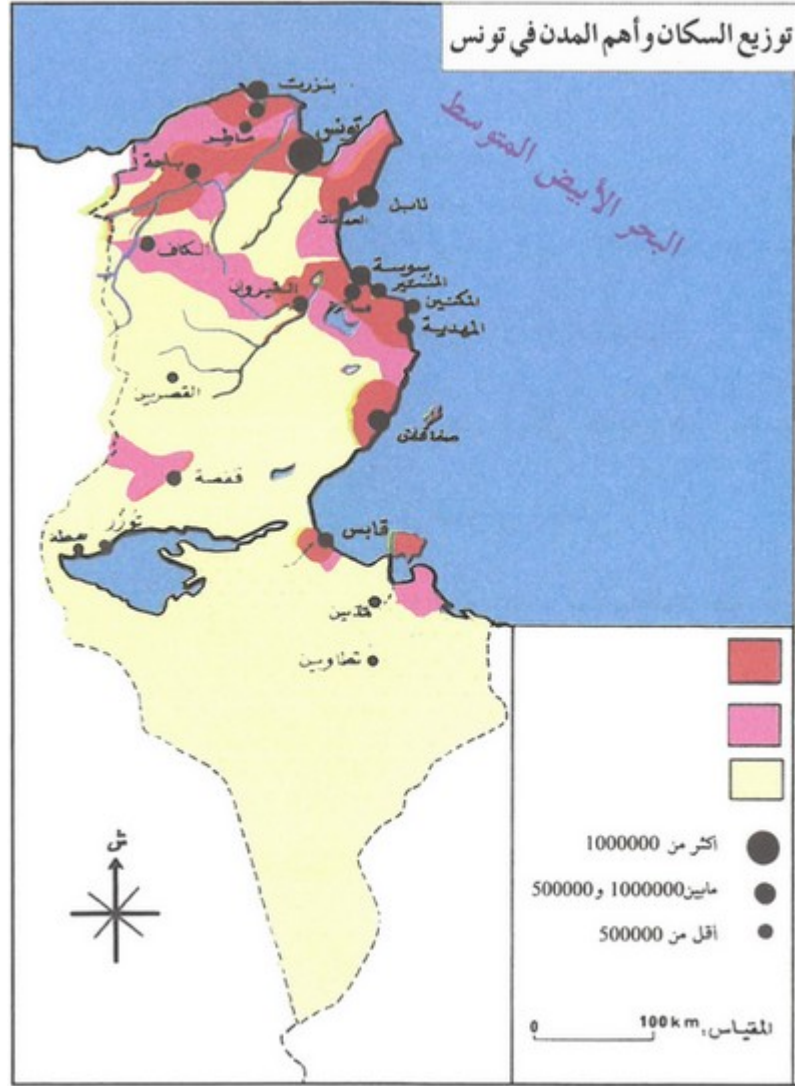 توزيع السكان وأهم المدن في تونس
البحر الأبيض المتوسط
بنزرت
ماطر
تونس
باجة
نابل
الحمامات
الكاف
سوسة
المنستير
القيروان
المكنين
المهدية
القصرين
صفاقس
قفصة
توزر
قابس
مدنين
تطاوين
ش
أكثر من 1000000
مابين 1000000 و 500000
أقل من 500000
المقياس:
0 100 km